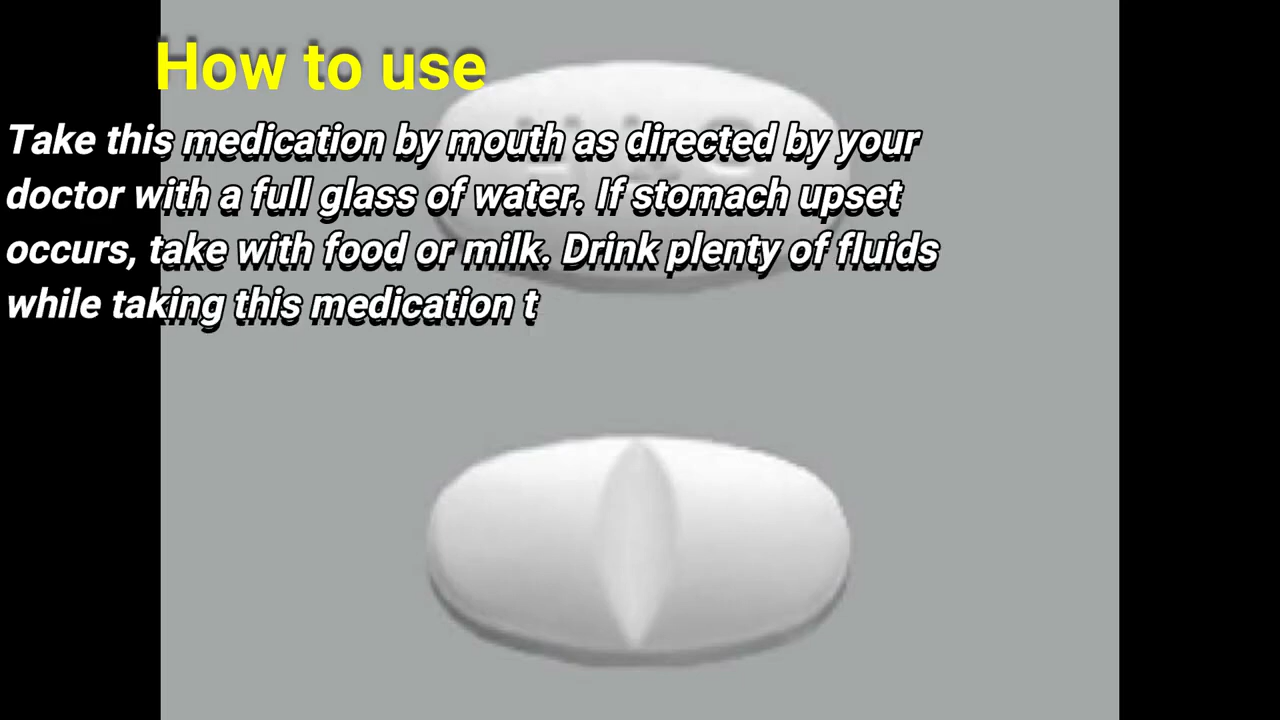 How to use
Take this medication by mouth as directed by your
doctor with a full glass of water. If stomach upset
occurs, take with food or milk. Drink plenty of fluids
while taking this medication t